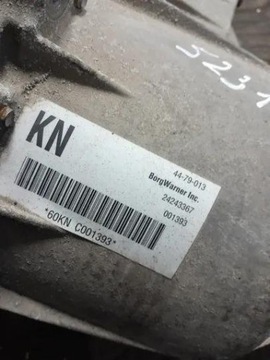 5231
KN
44-79-013
BorgWarner Inc.
24243367
001393
*60KN C001393*